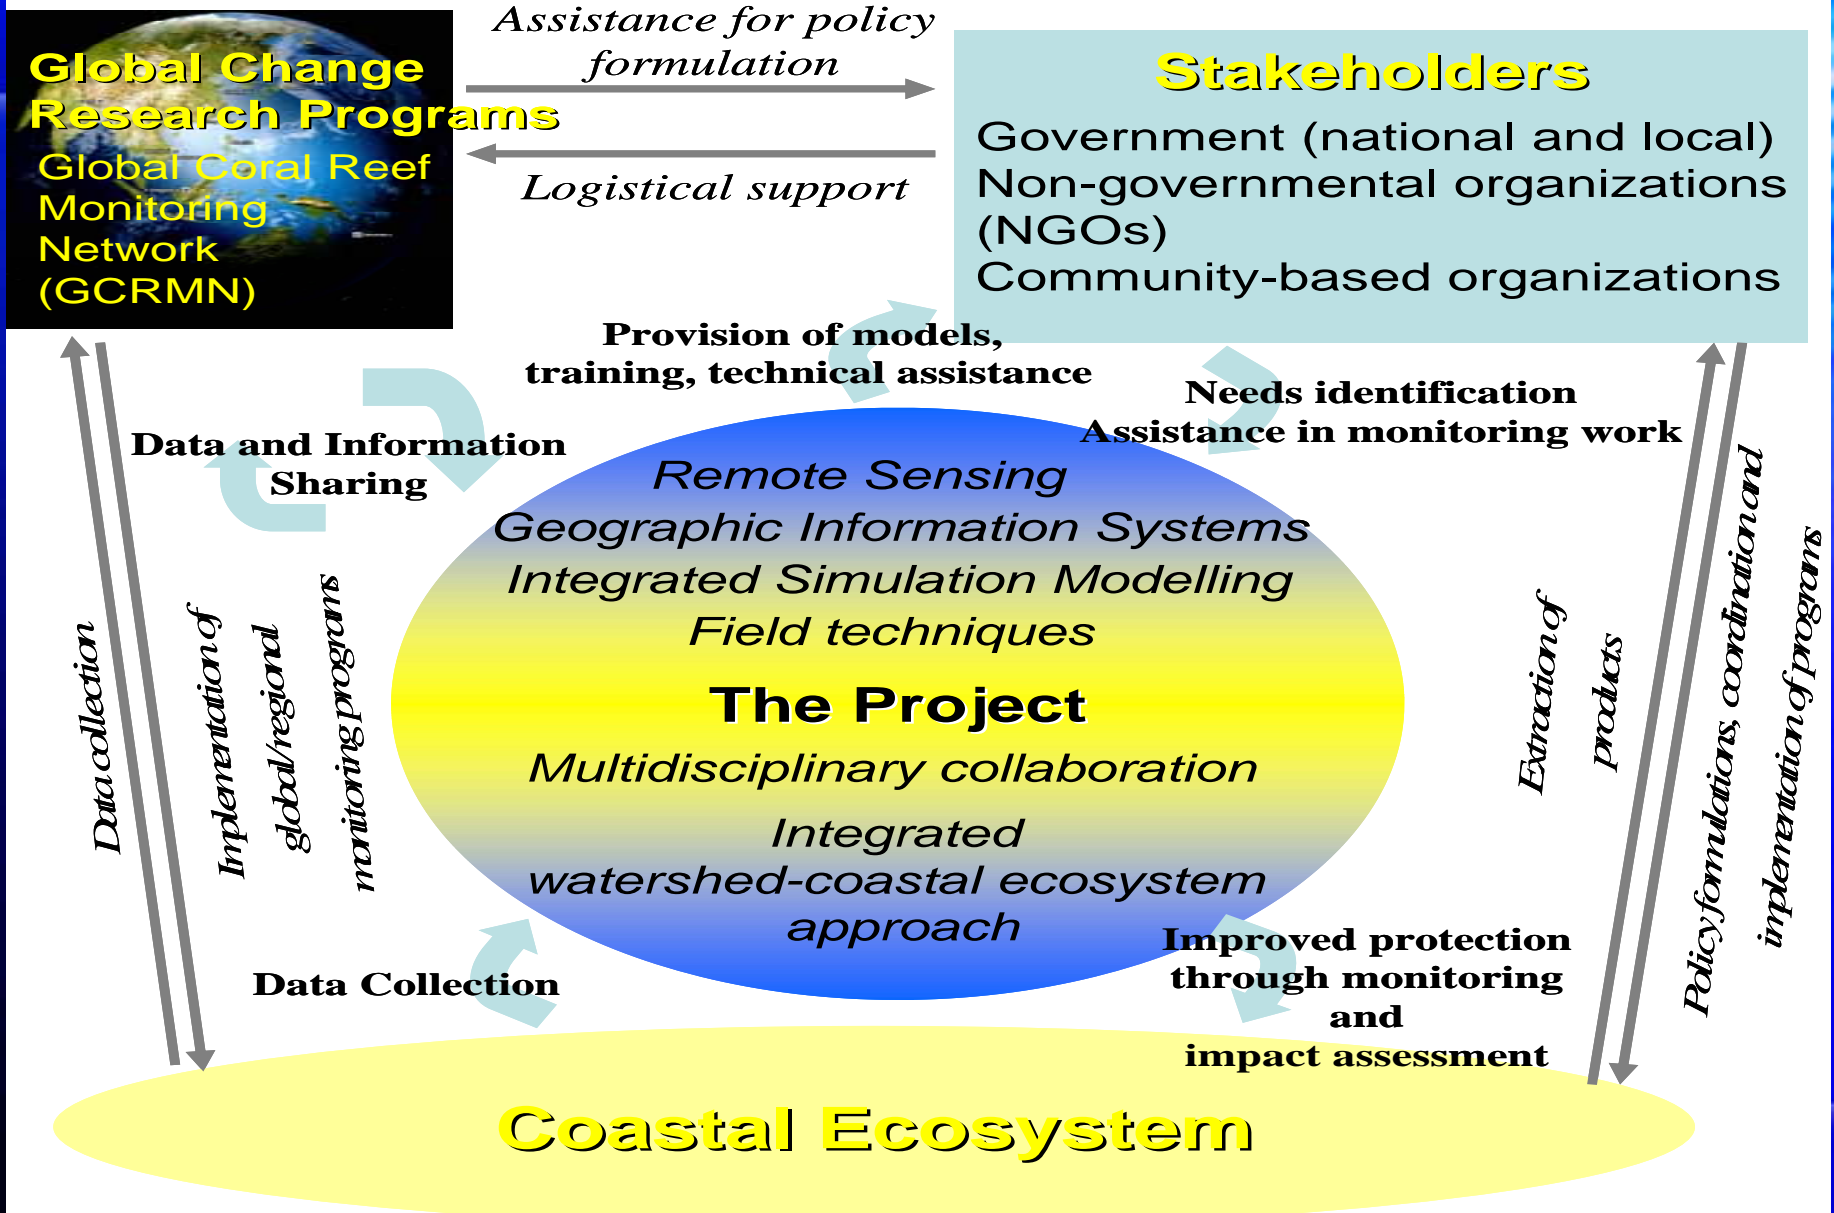 Assistance for policy
formulation
Logistical support
Global Change
Research Programs
Global Coral Reef
Monitoring
Network
(GCRMN)
Stakeholders
Government (national and local)
Non-governmental organizations
(NGOs)
Community-based organizations
Provision of models,
training, technical assistance
Needs identification
Assistance in monitoring work
Data and Information
Sharing
Remote Sensing
Geographic Information Systems
Integrated Simulation Modelling
Field techniques
The Project
Multidisciplinary collaboration
Integrated
watershed-coastal ecosystem
approach
Data collection
Implementation of
global/regional
monitoring programs
Extraction of
products
Policy formulations, coordination and
implementation of programs
Data Collection
Improved protection
through monitoring
and
impact assessment
Coastal Ecosystem